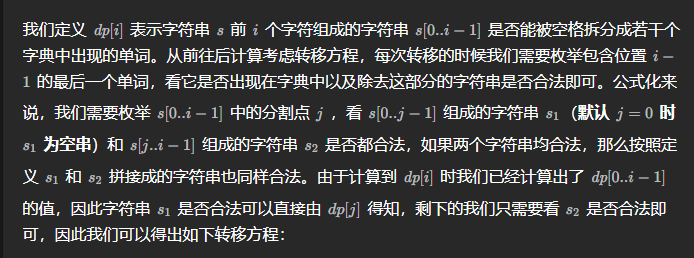 我们定义 dp[i] 表示字符串 s 前 i 个字符组成的字符串 s[0..i−1] 是否能被空格拆分成若干个
字典中出现的单词。从前往后计算考虑转移方程，每次转移的时候我们需要枚举包含位置 i−
1 的最后一个单词，看它是否出现在字典中以及除去这部分的字符串是否合法即可。公式化来
说，我们需要枚举 s[0..i−1] 中的分割点 j ，看 s[0..j−1] 组成的字符串 s₁（默认 j = 0 时
s₁ 为空串）和 s[j..i−1] 组成的字符串 s₂ 是否都合法，如果两个字符串均合法，那么按照定
义 s₁ 和 s₂ 拼接成的字符串也同样合法。由于计算到 dp[i] 时我们已经计算出了 dp[0..i−1]
的值，因此字符串 s₁ 是否合法可以直接由 dp[j] 得知，剩下的我们只需要看 s₂ 是否合法即
可，因此我们可以得出如下转移方程：